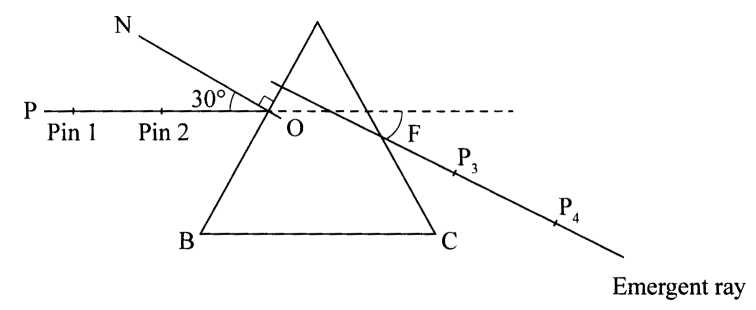 N
P
30°
Pin 1
Pin 2
O
F
P₃
P₄
B
C
Emergent ray